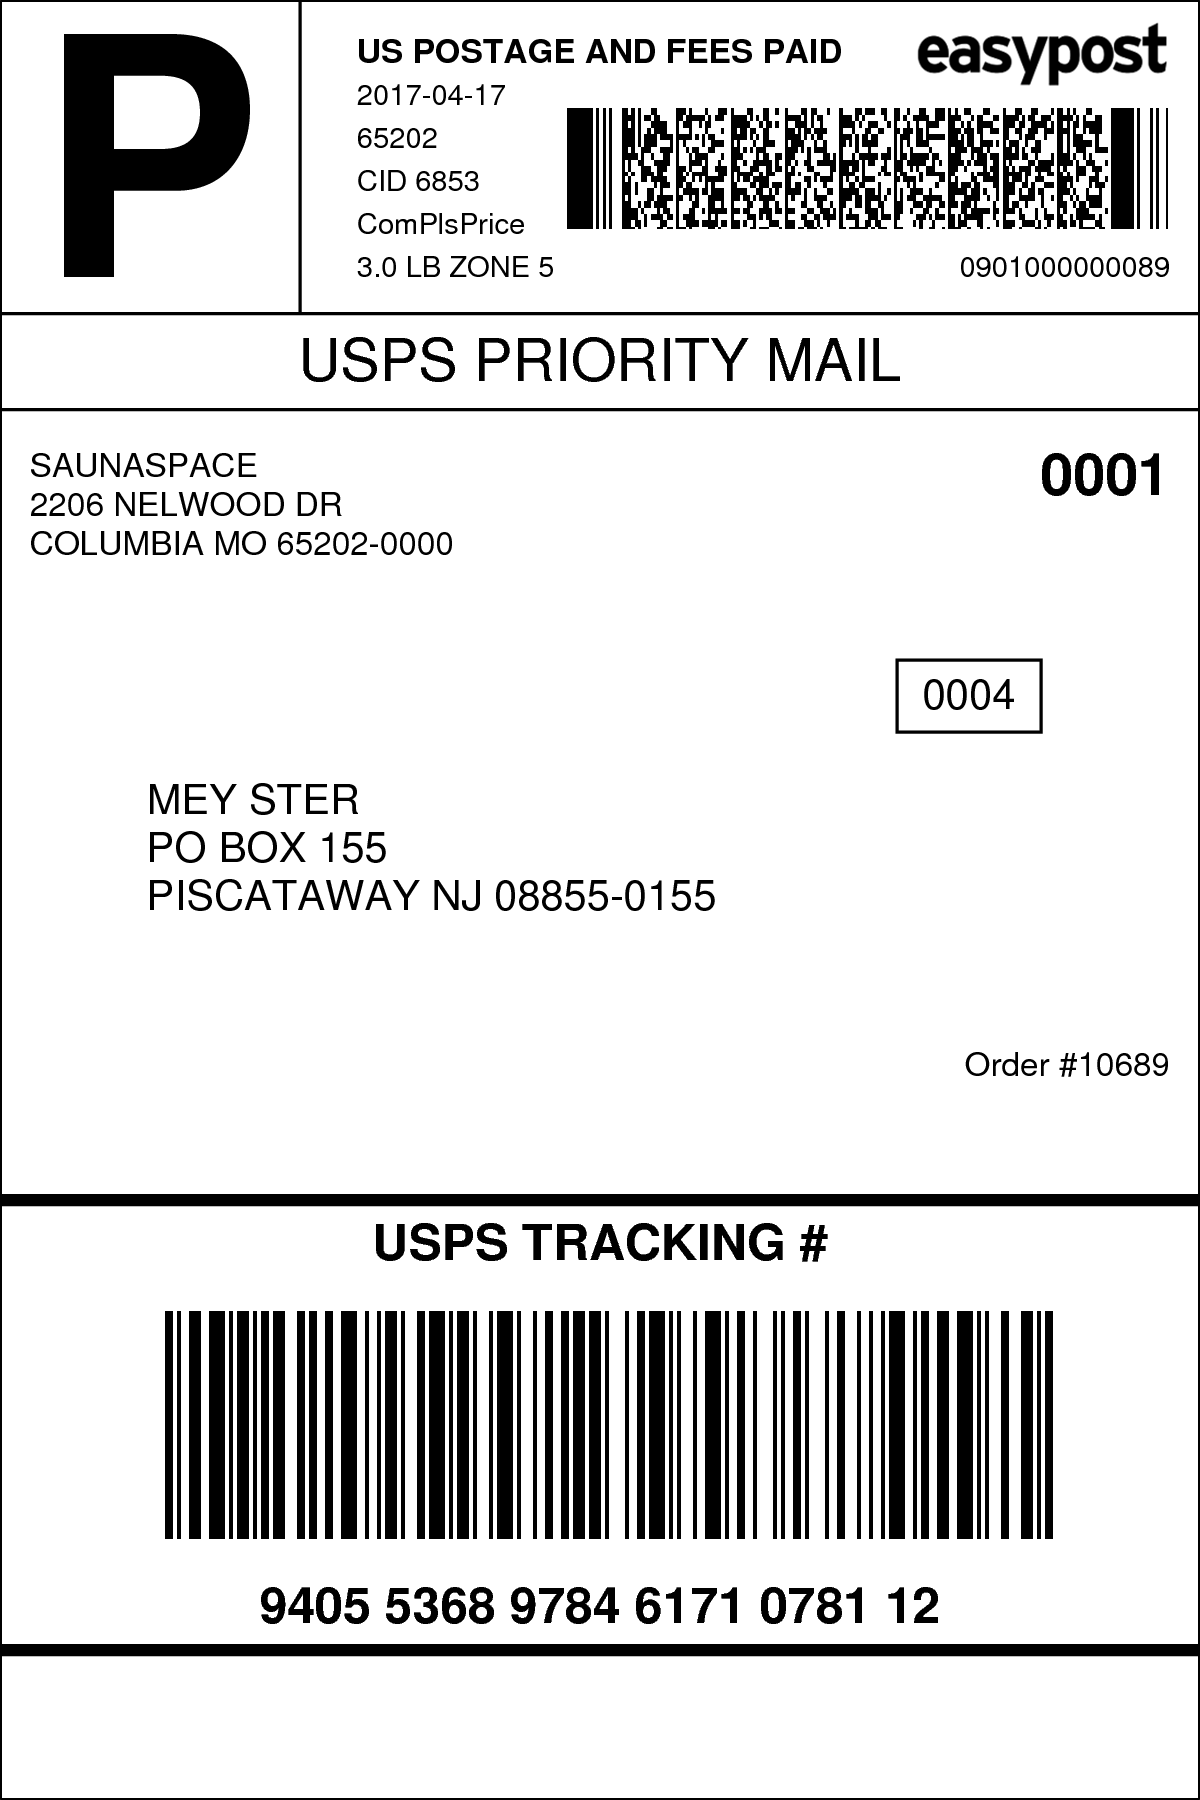 P
US POSTAGE AND FEES PAID
easypost
2017-04-17
65202
CID 6853
ComPlsPrice
3.0 LB ZONE 5
0901000000089
USPS PRIORITY MAIL
SAUNASPACE
2206 NELWOOD DR
COLUMBIA MO 65202-0000
0001
0004
MEY STER
PO BOX 155
PISCATAWAY NJ 08855-0155
Order #10689
USPS TRACKING #
9405 5368 9784 6171 0781 12